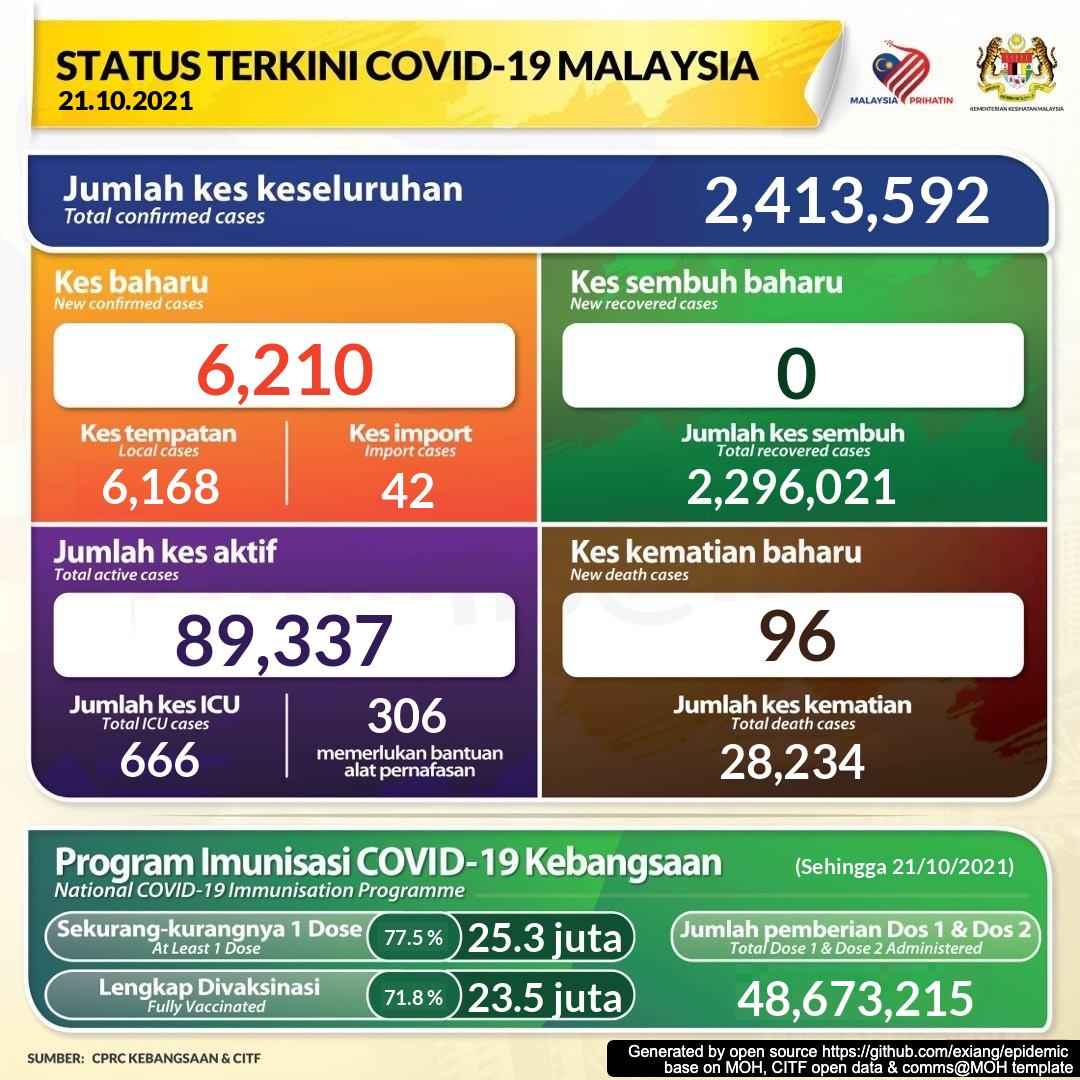 STATUS TERKINI COVID-19 MALAYSIA
21.10.2021
MALAYSIA PRIHATIN
KEMENTERIAN KESIHATAN MALAYSIA
Jumlah kes keseluruhan
Total confirmed cases
2,413,592
Kes baharu
New confirmed cases
6,210
Kes tempatan
Local cases
6,168
Kes import
Import cases
42
Kes sembuh baharu
New recovered cases
0
Jumlah kes sembuh
Total recovered cases
2,296,021
Jumlah kes aktif
Total active cases
89,337
Jumlah kes ICU
Total ICU cases
666
306
memerlukan bantuan
alat pernafasan
Kes kematian baharu
New death cases
96
Jumlah kes kematian
Total death cases
28,234
Program Imunisasi COVID-19 Kebangsaan
National COVID-19 Immunisation Programme
(Sehingga 21/10/2021)
Sekurang-kurangnya 1 Dose
At Least 1 Dose
77.5 %
25.3 juta
Lengkap Divaksinasi
Fully Vaccinated
71.8 %
23.5 juta
Jumlah pemberian Dos 1 & Dos 2
Total Dose 1 & Dose 2 Administered
48,673,215
SUMBER: CPRC KEBANGSAAN & CITF
Generated by open source https://github.com/exiang/epidemic
base on MOH, CITF open data & comms@MOH template